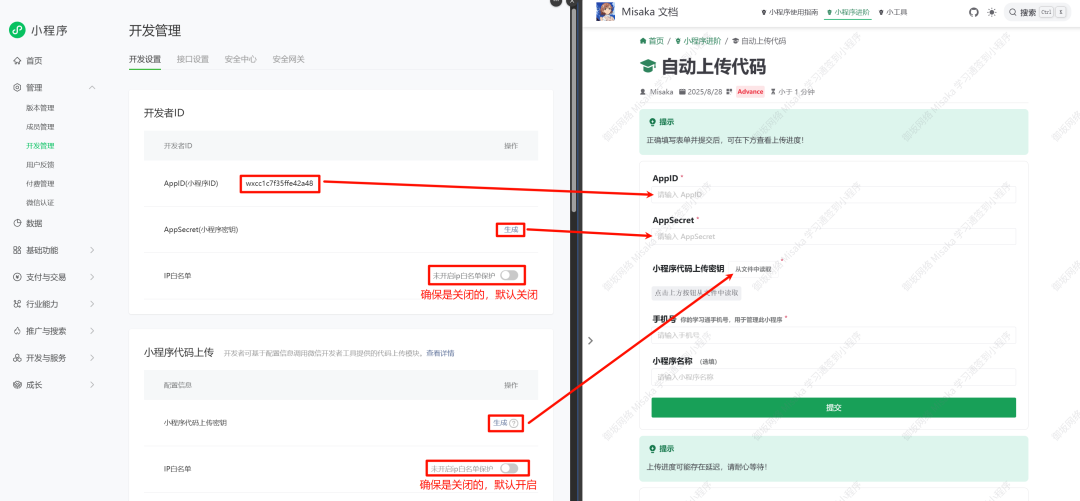 小程序
首页
管理
版本管理
成员管理
开发管理
用户反馈
付费管理
微信认证
数据
基础功能
支付与交易
行业能力
推广与搜索
开发与服务
成长
开发管理
开发设置 接口设置 安全中心 安全网关
开发者ID
开发者ID 操作
AppID(小程序ID) wxcc1c7f35ffe42a48
AppSecret(小程序密钥) 生成
IP白名单 未开启ip白名单保护
确保是关闭的，默认关闭
小程序代码上传 开发者可基于配置信息调用微信开发者工具提供的代码上传模块。查看详情
配置信息 操作
小程序代码上传密钥 生成 ?
IP白名单 未开启ip白名单保护
确保是关闭的，默认开启
Misaka 文档 小程序使用指南 小程序进阶 小工具 搜索 Ctrl K
首页 / 小程序进阶 / 自动上传代码
自动上传代码
Misaka 2025/8/28 Advance 小于 1 分钟
提示
正确填写表单并提交后，可在下方查看上传进度！
AppID *
请输入 AppID
AppSecret *
请输入 AppSecret
小程序代码上传密钥 从文件中读取 *
点击上方按钮从文件中读取
手机号 你的学习通手机号、用于管理此小程序 *
请输入手机号
小程序名称 (选填)
请输入小程序名称
提交
提示
上传进度可能存在延迟，请耐心等待！
御坂网络 Misaka 学习通签到小程序